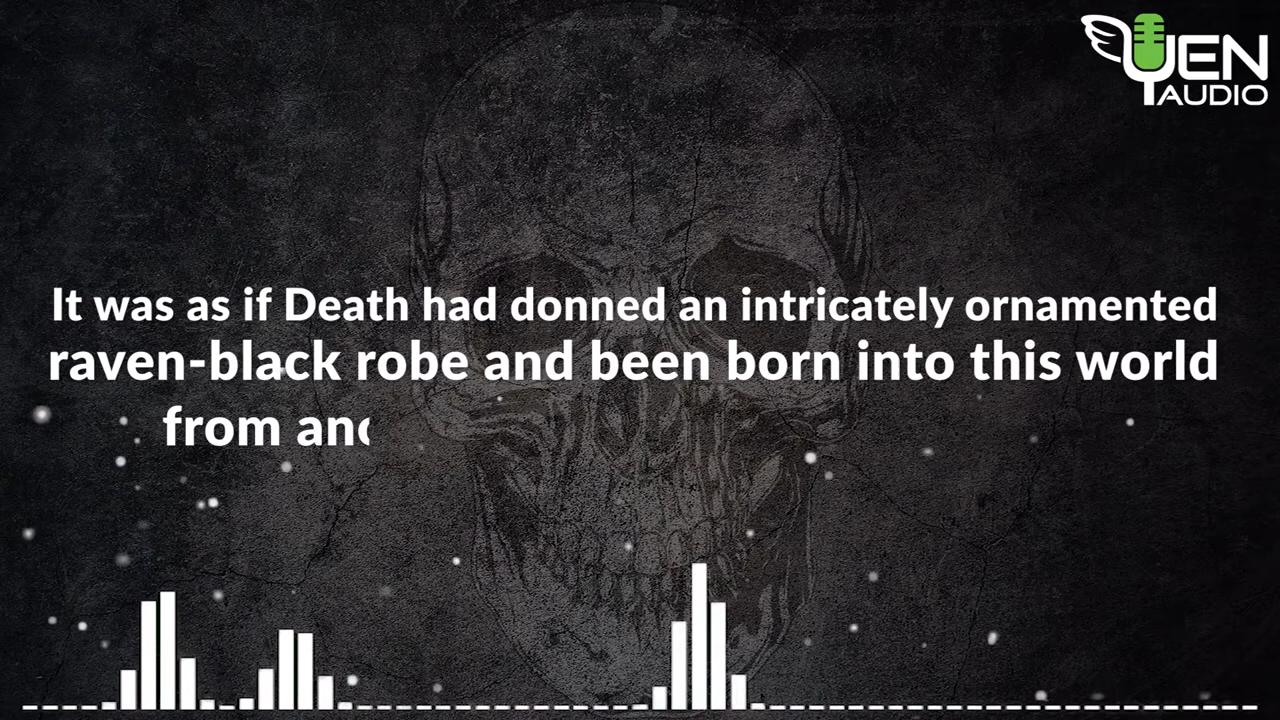 YEN
AUDIO
It was as if Death had donned an intricately ornamented
raven-black robe and been born into this world
from